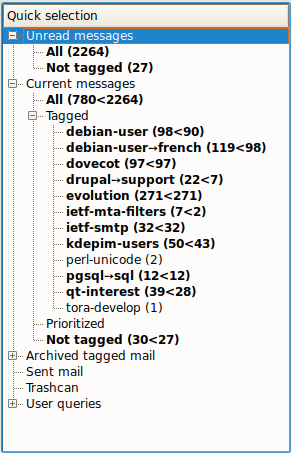 Quick selection
Unread messages
All (2264)
Not tagged (27)
Current messages
All (780<2264)
Tagged
debian-user (98<90)
debian-user→french (119<98)
dovecot (97<97)
drupal→support (22<7)
evolution (271<271)
ietf-mta-filters (7<2)
ietf-smtp (32<32)
kdepim-users (50<43)
perl-unicode (2)
pgsql→sql (12<12)
qt-interest (39<28)
tora-develop (1)
Prioritized
Not tagged (30<27)
Archived tagged mail
Sent mail
Trashcan
User queries